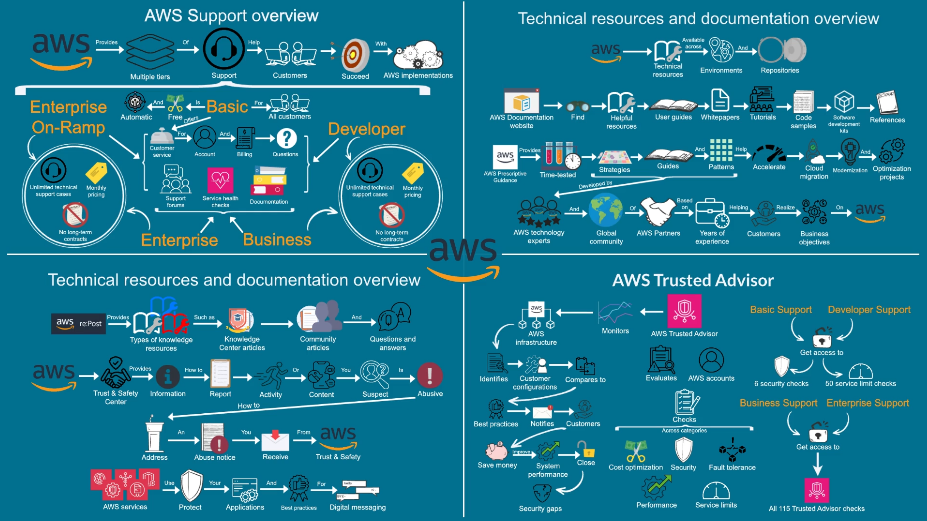 AWS Support overview
aws
Provides
Of
Help
With
Multiple tiers
Support
Customers
Succeed
AWS implementations
Enterprise
On-Ramp
Automatic
And
Free
Is
Basic
For
All customers
Offers
Developer
Customer
service
For
Account
And
Billing
Questions
Support
forums
Service health
checks
Documentation
Unlimited technical
support cases
Monthly
pricing
No long-term
contracts
Unlimited technical
support cases
Monthly
pricing
No long-term
contracts
Enterprise
Business
Technical resources and documentation overview
aws
Technical
resources
Available
across
Environments
And
Repositories
AWS Documentation
website
Find
Helpful
resources
User guides
Whitepapers
Tutorials
Code
samples
Software
development
kits
References
aws
AWS Prescriptive
Guidance
Provides
Time-tested
Strategies
Guides
And
Patterns
Help
Accelerate
Cloud
migration
Modernization
And
Optimization
projects
Developed by
AWS technology
experts
And
Global
community
Of
AWS Partners
Based
on
Years of
experience
Helping
Customers
Realize
Business
objectives
On
aws
aws
Technical resources and documentation overview
aws re:Post
Provides
Types of knowledge
resources
Such as
Knowledge
Center articles
Community
articles
And
Q
A
Questions and
answers
aws
Trust & Safety
Center
Provides
Information
How to
Report
Activity
Or
Content
You
Suspect
Is
Abusive
How to
Address
An
Abuse notice
You
Receive
From
aws
Trust & Safety
AWS services
Use
Protect
Your
Applications
And
Best practices
For
Digital messaging
AWS Trusted Advisor
aws
AWS
infrastructure
Monitors
AWS Trusted Advisor
Identifies
Customer
configurations
Compares to
Evaluates
AWS accounts
Best practices
Notifies
Customers
Checks
Across categories
Save money
Improve
System
performance
Close
Security gaps
Cost optimization
Security
Fault tolerance
Performance
Service limits
Basic Support
Developer Support
Get access to
6 security checks
50 service limit checks
Business Support
Enterprise Support
Get access to
All 115 Trusted Advisor checks